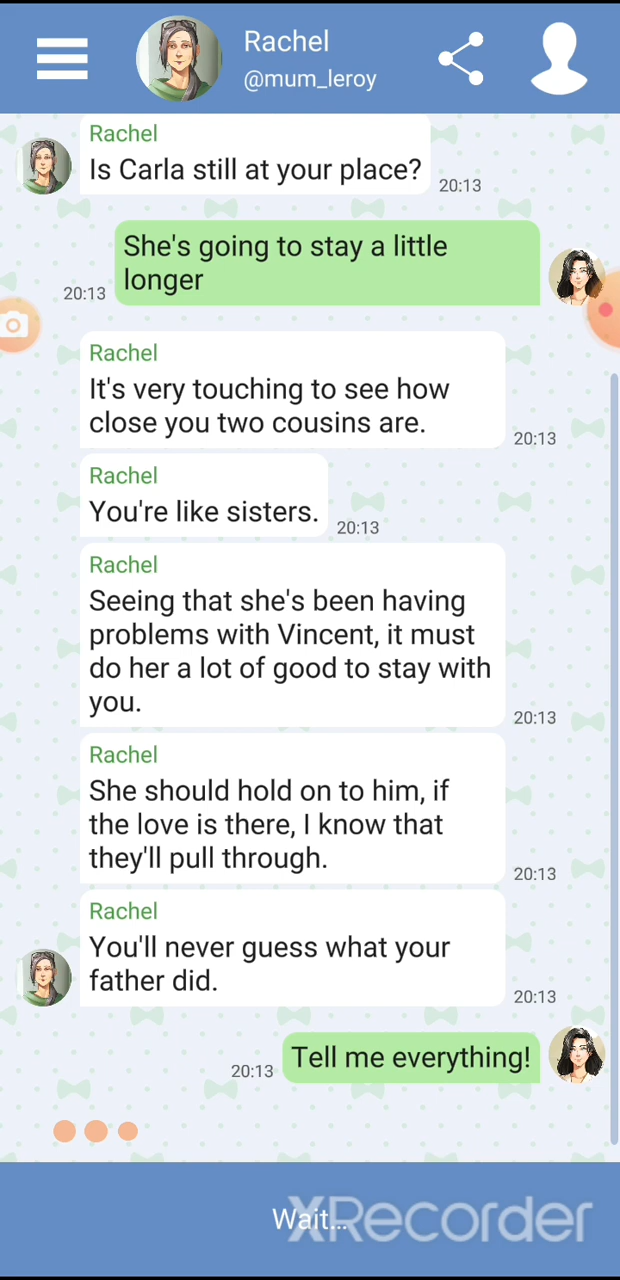 Rachel
@mum_leroy
Rachel
Is Carla still at your place?
20:13
She's going to stay a little
longer
20:13
Rachel
It's very touching to see how
close you two cousins are.
20:13
Rachel
You're like sisters.
20:13
Rachel
Seeing that she's been having
problems with Vincent, it must
do her a lot of good to stay with
you.
20:13
Rachel
She should hold on to him, if
the love is there, I know that
they'll pull through.
20:13
Rachel
You'll never guess what your
father did.
20:13
Tell me everything!
20:13
Wait...
XRecorder